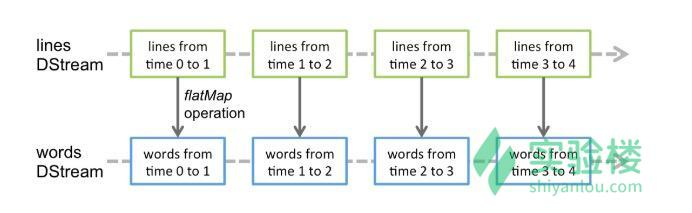 lines
DStream
lines from
time 0 to 1
lines from
time 1 to 2
lines from
time 2 to 3
lines from
time 3 to 4
flatMap
operation
words
DStream
words from
time 0 to 1
words from
time 1 to 2
words from
time 2 to 3
words from
time 3 to 4
实验楼
shiyanlou.com